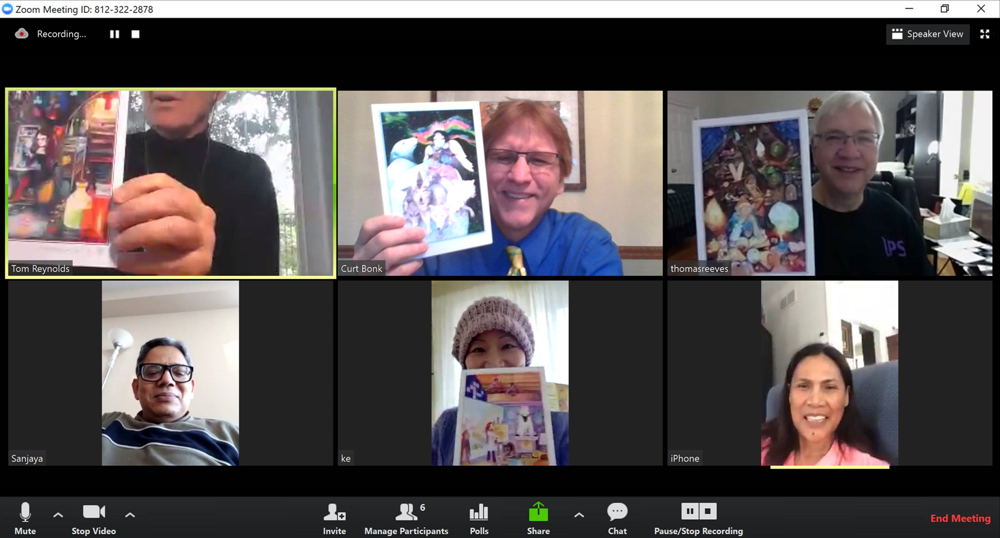 Zoom Meeting ID: 812-322-2878
Recording...
Speaker View
Tom Reynolds
Curt Bonk
thomasreeves
IPS
Sanjaya
ke
iPhone
Mute
Stop Video
Invite
6
Manage Participants
Polls
Share
Chat
Pause/Stop Recording
End Meeting